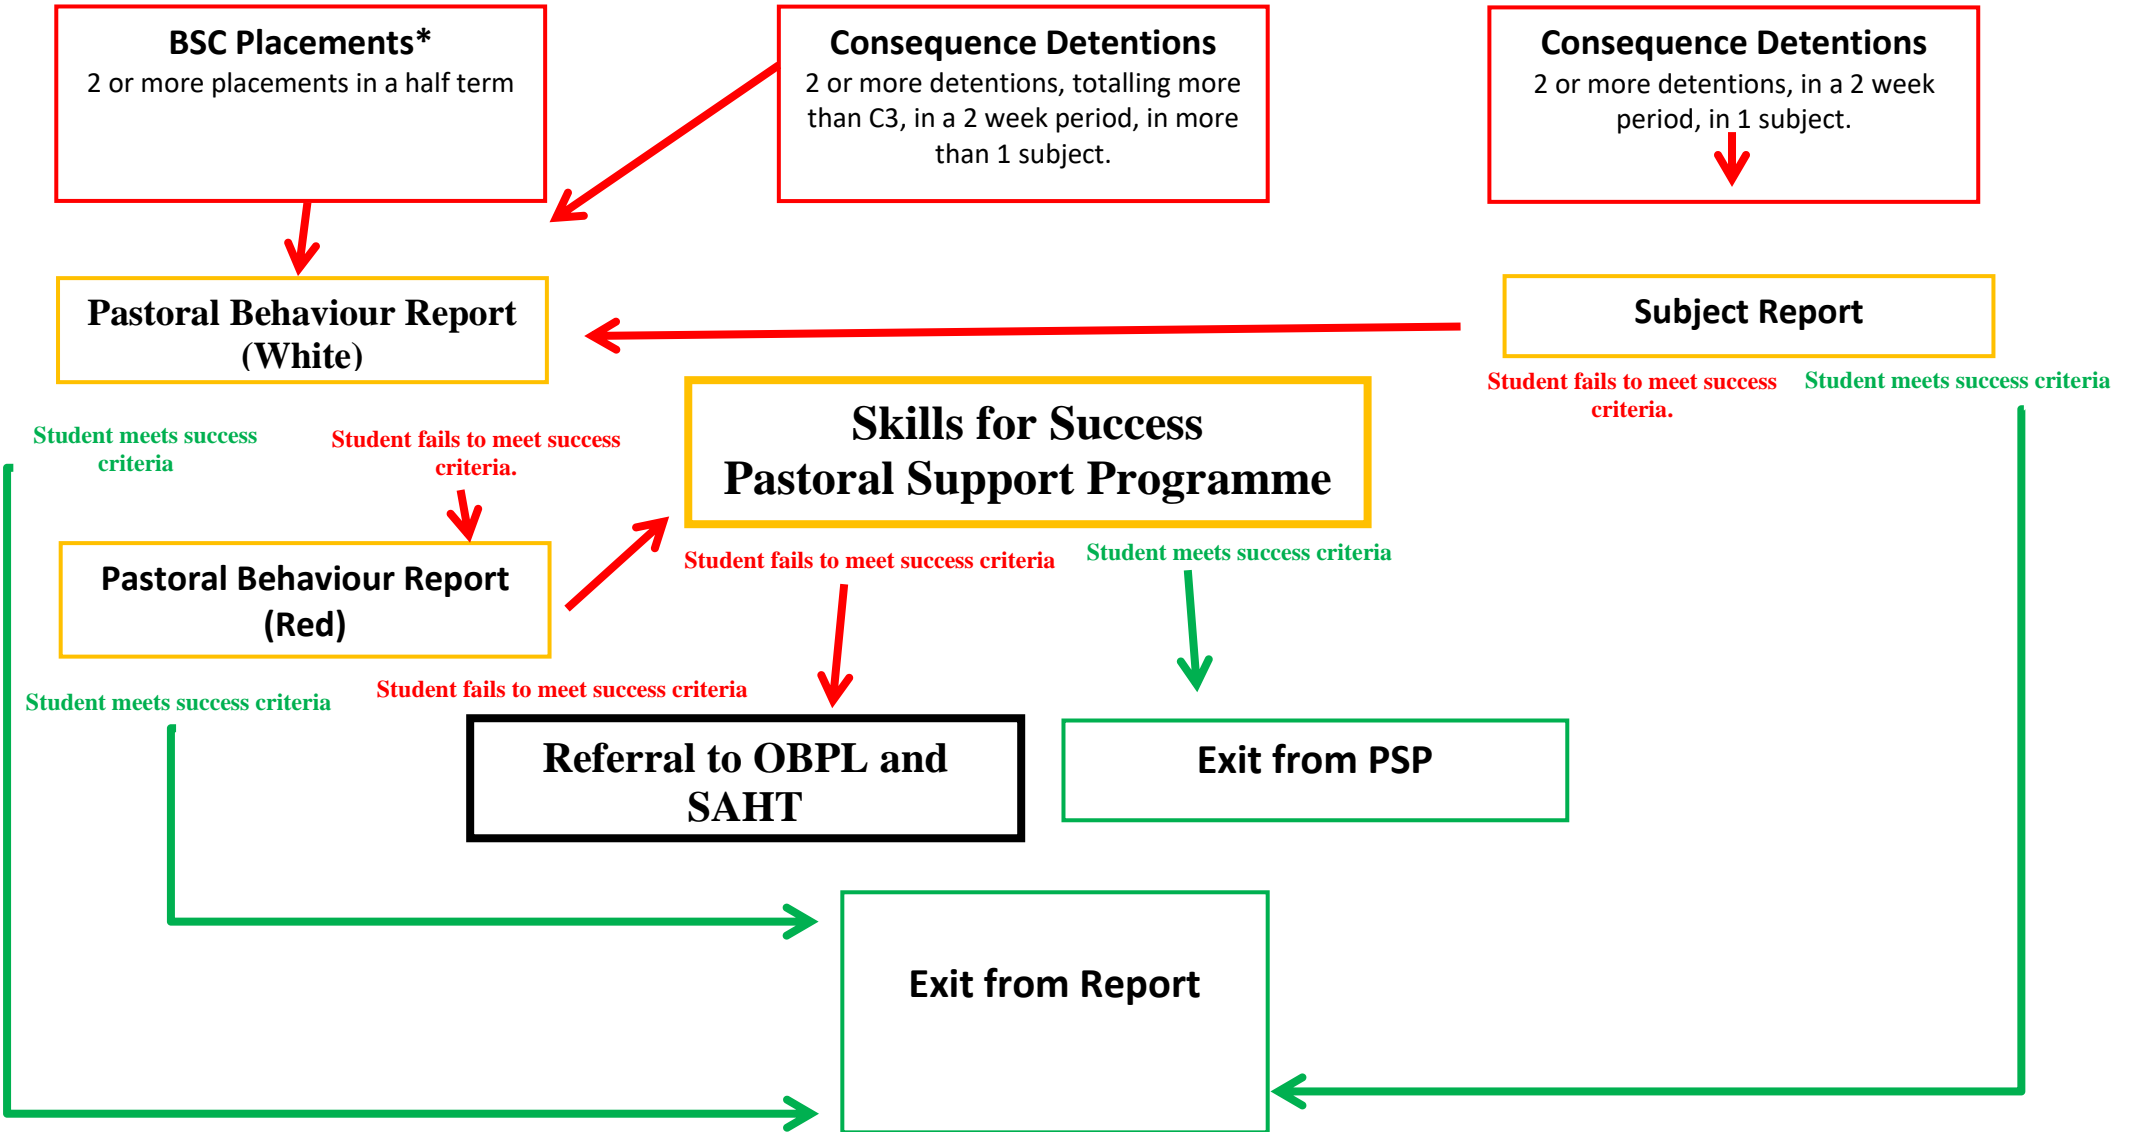 BSC Placements*
2 or more placements in a half term
Consequence Detentions
2 or more detentions, totalling more
than C3, in a 2 week period, in more
than 1 subject.
Consequence Detentions
2 or more detentions, in a 2 week
period, in 1 subject.
Pastoral Behaviour Report
(White)
Subject Report
Student fails to meet success
criteria.
Student meets success criteria
Skills for Success
Pastoral Support Programme
Student meets success
criteria
Student fails to meet success
criteria.
Student fails to meet success criteria
Student meets success criteria
Pastoral Behaviour Report
(Red)
Student meets success criteria
Student fails to meet success criteria
Referral to OBPL and
SAHT
Exit from PSP
Exit from Report